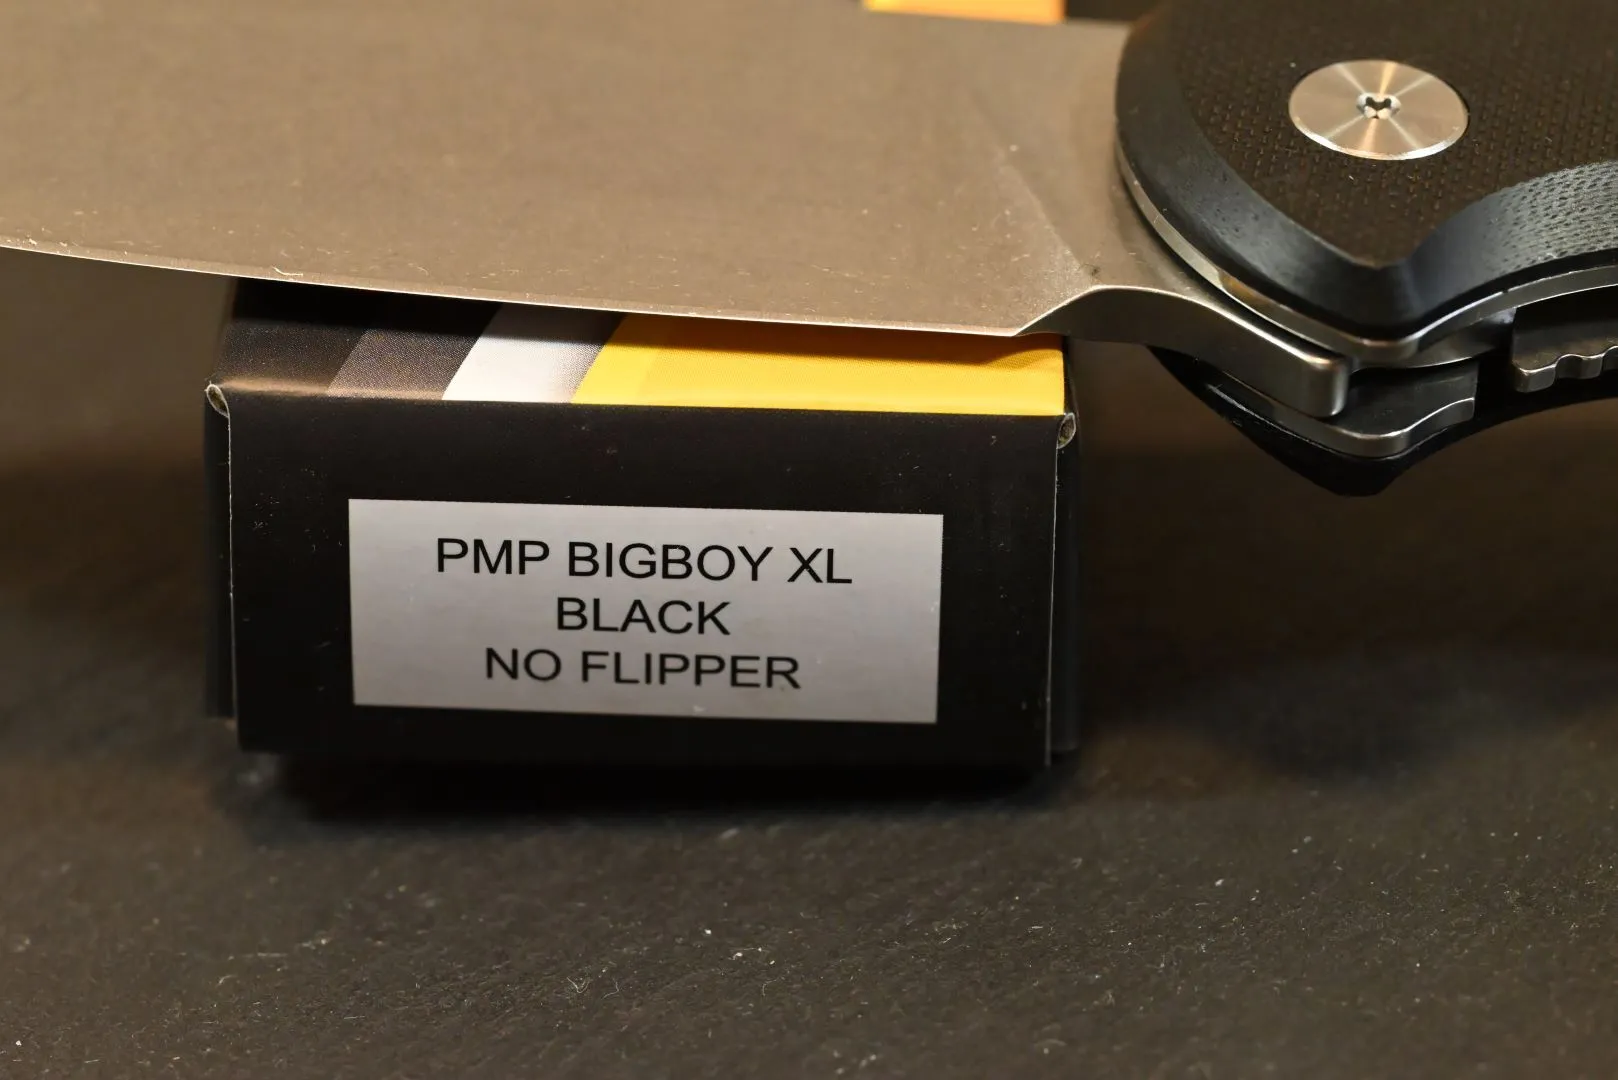 PMP BIGBOY XL
BLACK
NO FLIPPER